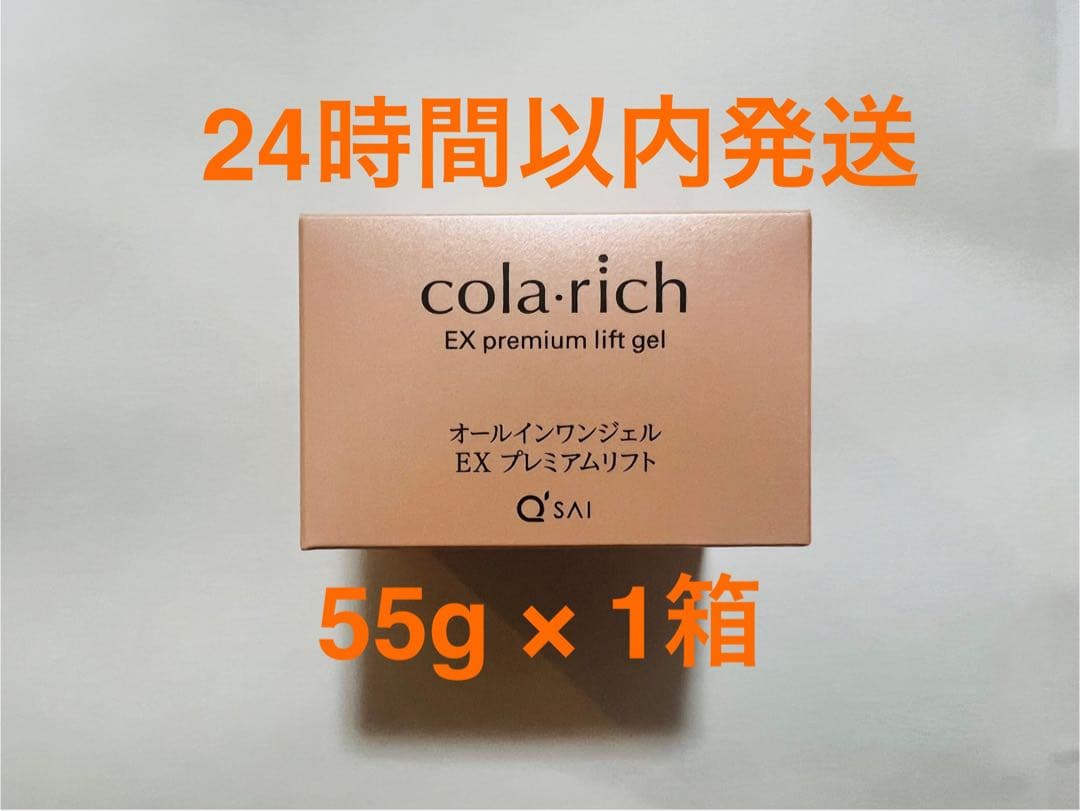 24時間以内発送
cola·rich
EX premium lift gel
オールインワンジェル
EX プレミアムリフト
Q'SAI
55g × 1箱